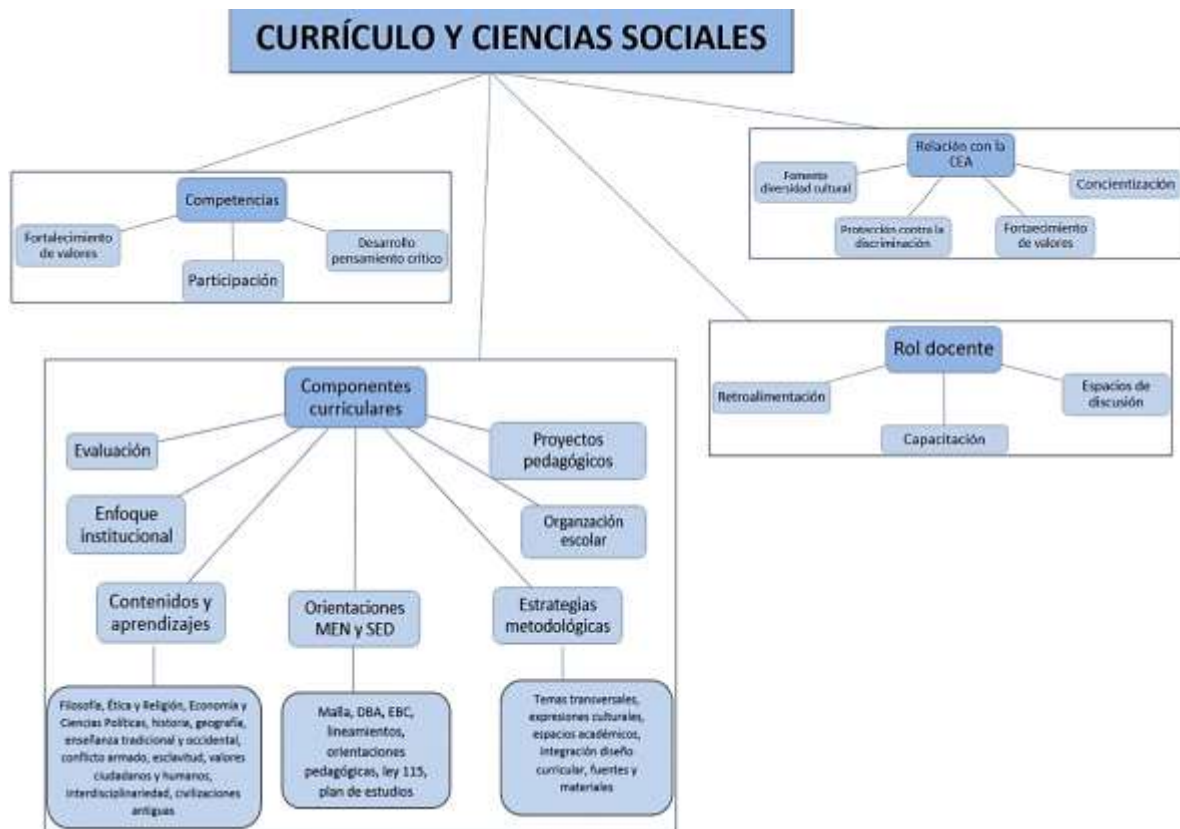 CURRÍCULO Y CIENCIAS SOCIALES
Competencias
Fortalecimiento
de valores
Participación
Desarrollo
pensamiento crítico
Relación con la
CEA
Fomento
diversidad cultural
Protección contra la
discriminación
Fortaecimiento
de valores
Concientización
Rol docente
Retroalimentación
Capacitación
Espacios de
discusión
Componentes
curriculares
Evaluación
Enfoque
institucional
Contenidos y
aprendizajes
Orientaciones
MEN y SED
Estrategias
metodológicas
Organzación
escolar
Proyectos
pedagógicos
Filosofía, Ética y Religión, Economía y
Ciencias Políticas, historia, geografía,
enseñanza tradicional y occidental,
conflicto armado, esclavitud, valores
ciudadanos y humanos,
interdisciplinariedad, civilizaciones
antiguas
Malla, DBA, EBC,
lineamientos,
orientaciones
pedagógicas, ley 115,
plan de estudios
Temas transversales,
expresiones culturales,
espacios académicos,
integración diseño
curricular, fuentes y
materiales